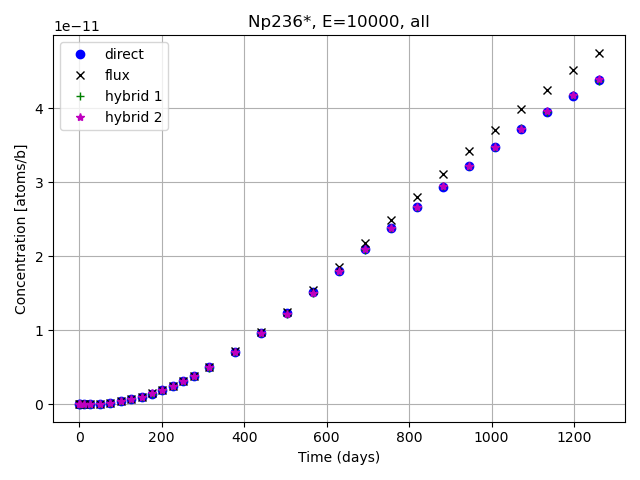 Np236*, E=10000, all
1e−11
direct
flux
hybrid 1
hybrid 2
4
3
2
1
0
Concentration [atoms/b]
0 200 400 600 800 1000 1200
Time (days)